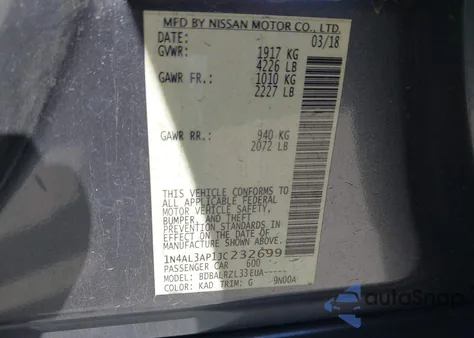 MFD BY NISSAN MOTOR CO., LTD.
DATE: 03/18
GVWR: 1917 KG
4226 LB
GAWR FR.: 1010 KG
2227 LB
GAWR RR.: 940 KG
2072 LB
THIS VEHICLE CONFORMS TO
ALL APPLICABLE FEDERAL
MOTOR VEHICLE SAFETY,
BUMPER, AND THEFT
PREVENTION STANDARDS IN
EFFECT ON THE DATE OF
MANUFACTURE SHOWN ABOVE.
1N4AL3AP1JC232699
PASSENGER CAR 600
MODEL: BDBALRZL33EUA-----
COLOR: KAD TRIM: G 9N00A
AutoSnap